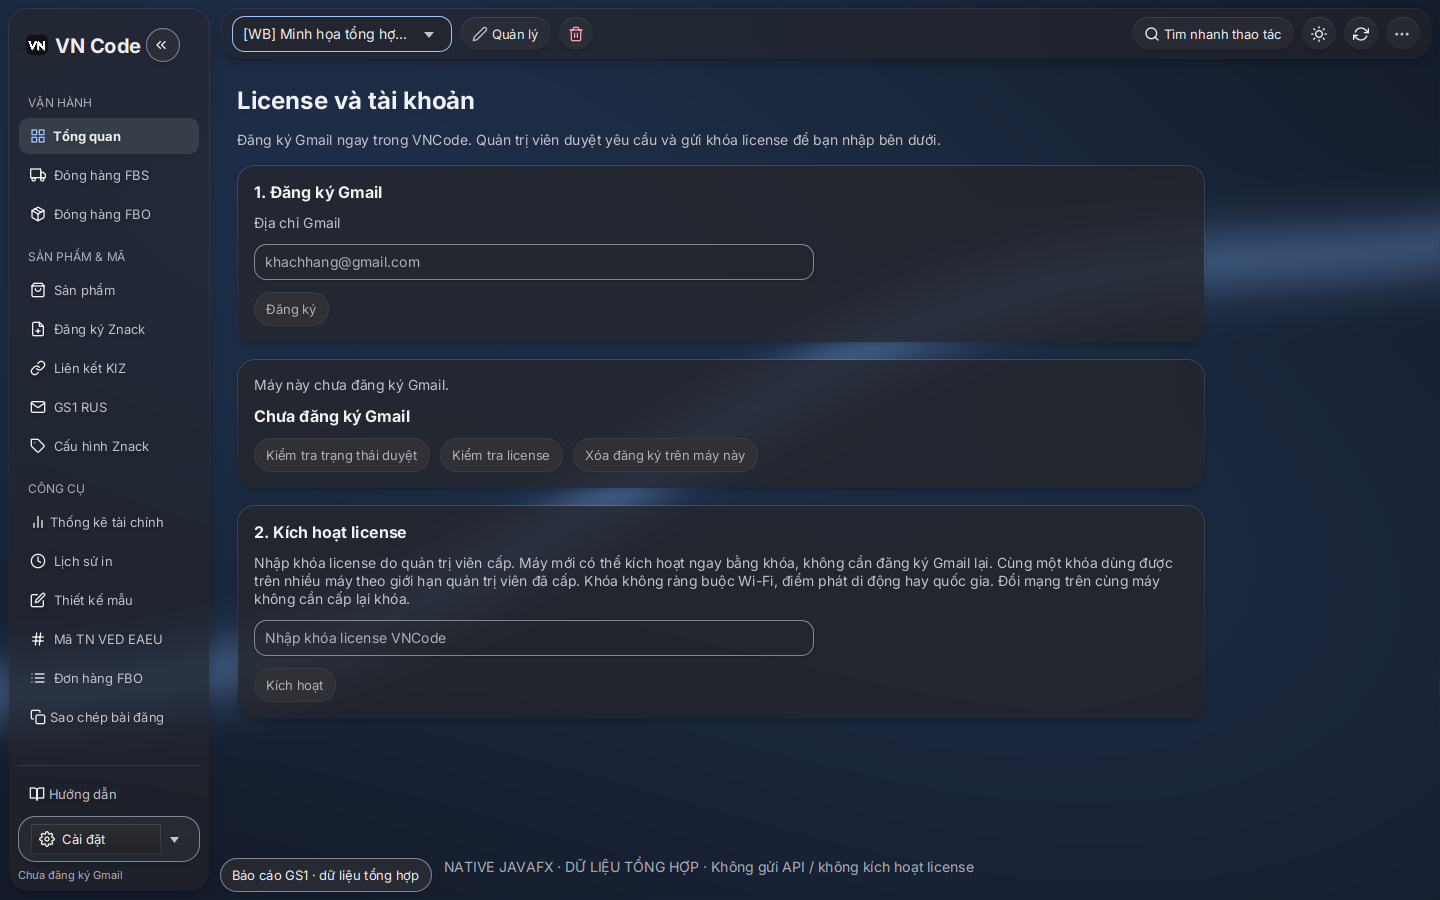 VN VN Code
VẬN HÀNH
Tổng quan
Đóng hàng FBS
Đóng hàng FBO
SẢN PHẨM & MÃ
Sản phẩm
Đăng ký Znack
Liên kết KIZ
GS1 RUS
Cấu hình Znack
CÔNG CỤ
Thống kê tài chính
Lịch sử in
Thiết kế mẫu
Mã TN VED EAEU
Đơn hàng FBO
Sao chép bài đăng
Hướng dẫn
Cài đặt
Chưa đăng ký Gmail
[WB] Minh họa tổng hợ...
Quản lý
Tìm nhanh thao tác
License và tài khoản
Đăng ký Gmail ngay trong VNCode. Quản trị viên duyệt yêu cầu và gửi khóa license để bạn nhập bên dưới.
1. Đăng ký Gmail
Địa chỉ Gmail
khachhang@gmail.com
Đăng ký
Máy này chưa đăng ký Gmail.
Chưa đăng ký Gmail
Kiểm tra trạng thái duyệt
Kiểm tra license
Xóa đăng ký trên máy này
2. Kích hoạt license
Nhập khóa license do quản trị viên cấp. Máy mới có thể kích hoạt ngay bằng khóa, không cần đăng ký Gmail lại. Cùng một khóa dùng được
trên nhiều máy theo giới hạn quản trị viên đã cấp. Khóa không ràng buộc Wi-Fi, điểm phát di động hay quốc gia. Đổi mạng trên cùng máy
không cần cấp lại khóa.
Nhập khóa license VNCode
Kích hoạt
Báo cáo GS1 · dữ liệu tổng hợp
NATIVE JAVAFX · DỮ LIỆU TỔNG HỢP · Không gửi API / không kích hoạt license